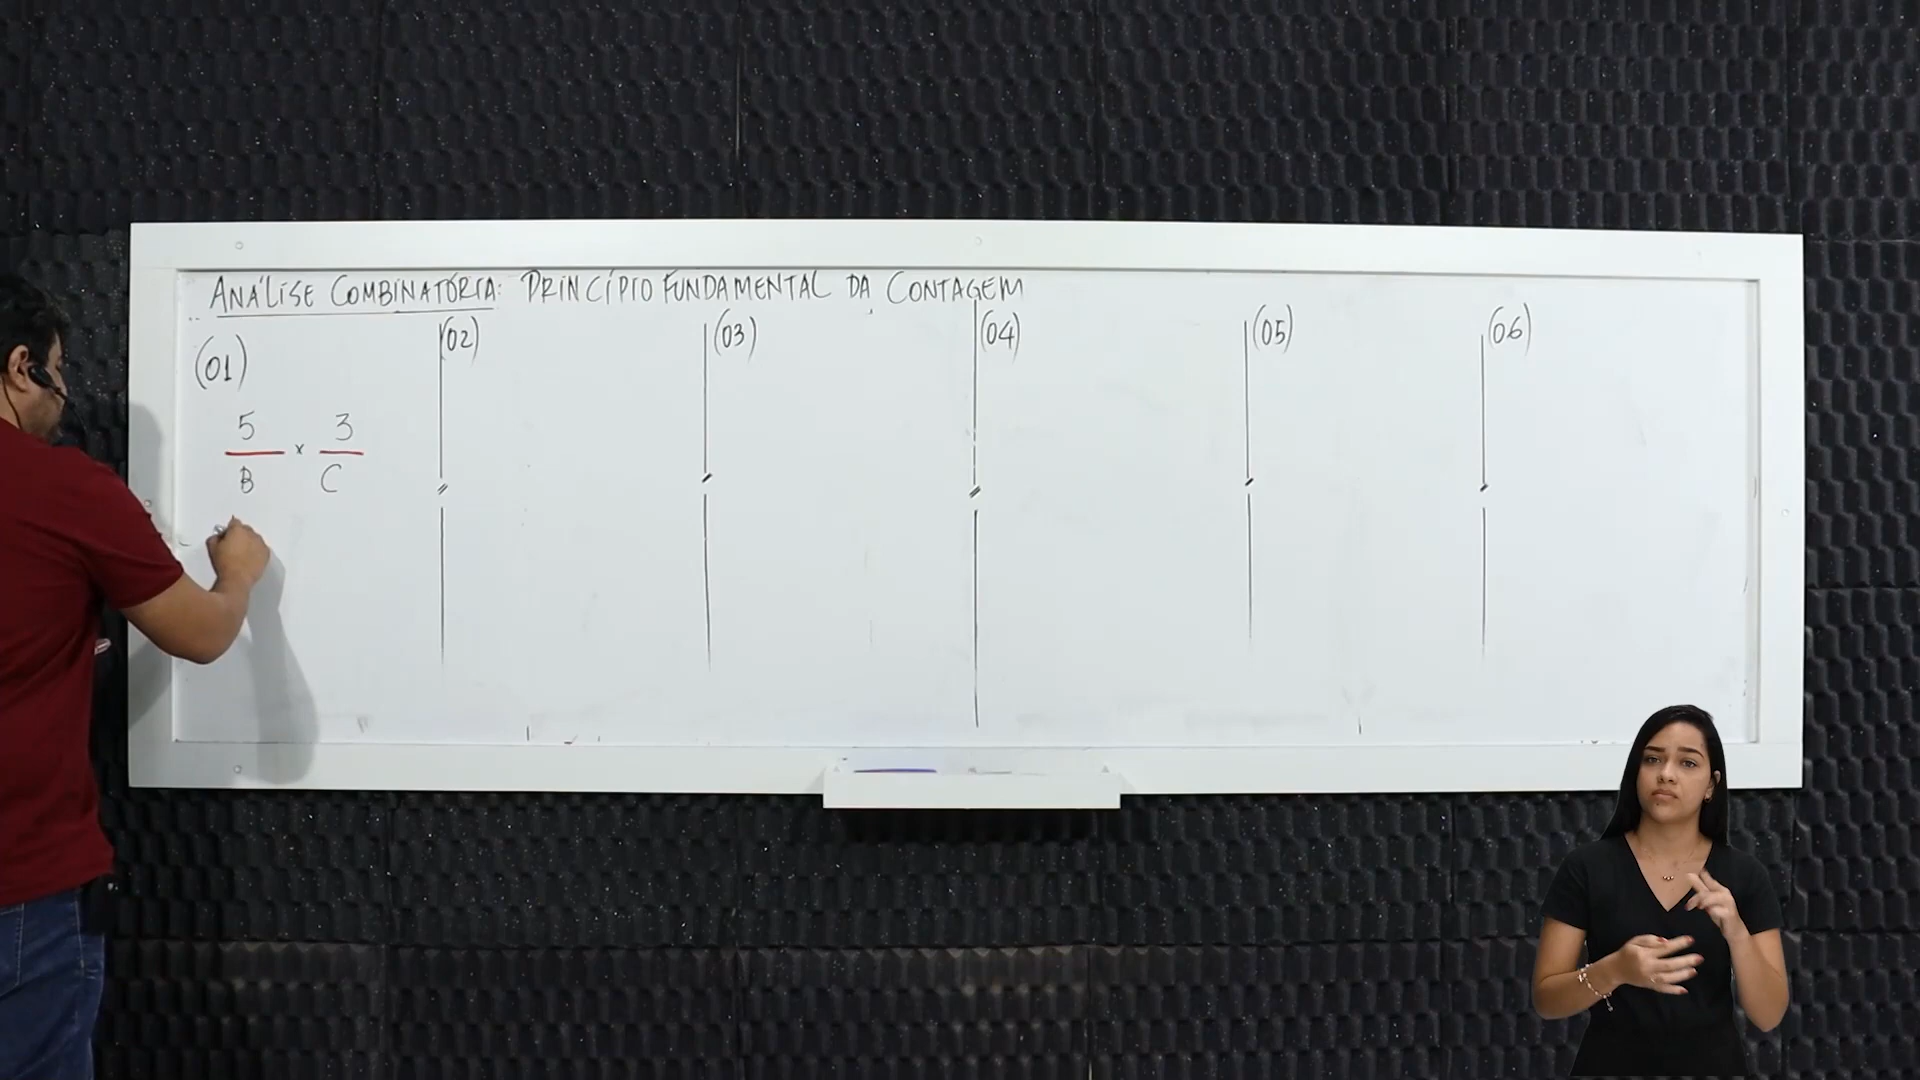 ANÁLISE COMBINATÓRIA: PRINCÍPIO FUNDAMENTAL DA CONTAGEM
(01) (02) (03) (04) (05) (06)
5 x 3
B C